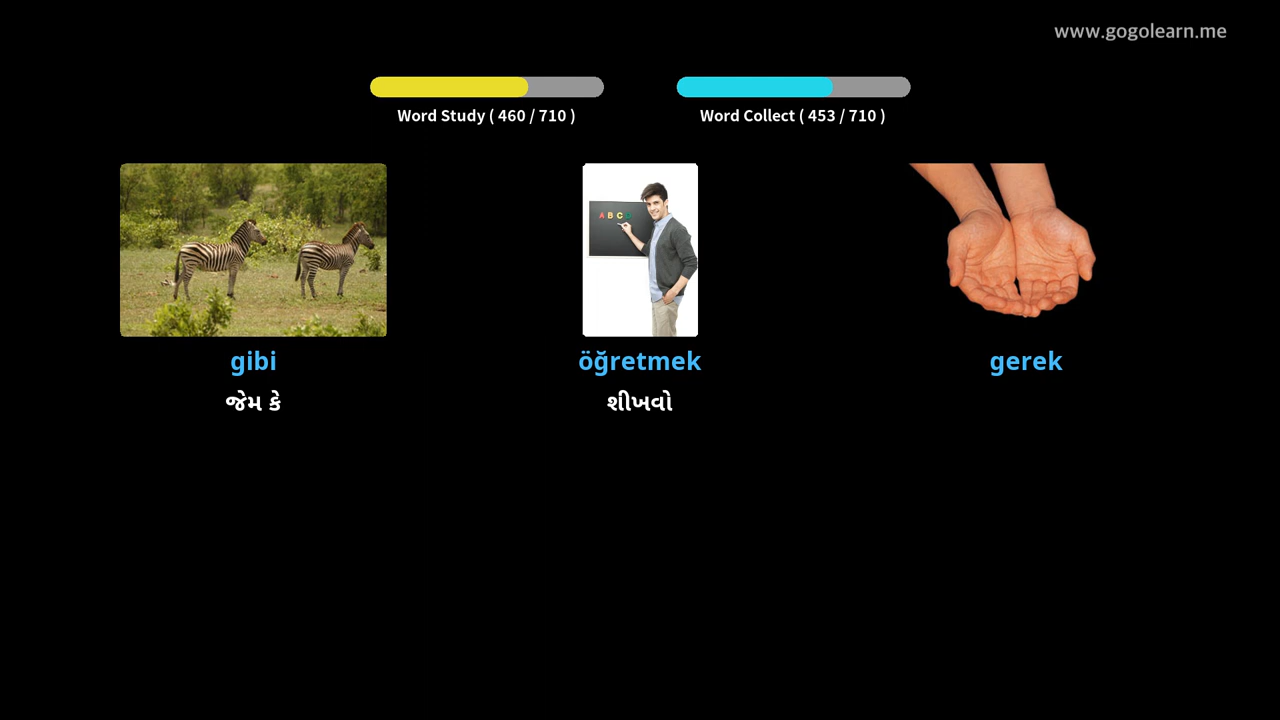 www.gogolearn.me
Word Study ( 460 / 710 )
Word Collect ( 453 / 710 )
A B C
gibi
öğretmek
gerek
જેમ કે
શીખવો